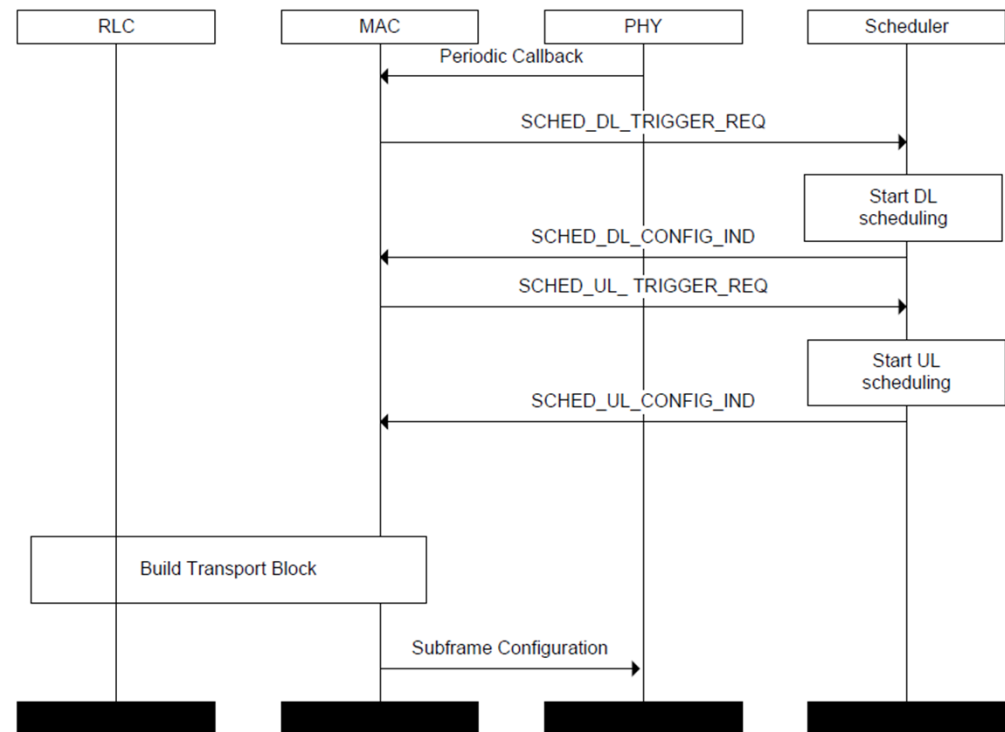 RLC MAC PHY Scheduler
Periodic Callback
SCHED_DL_TRIGGER_REQ
Start DL
scheduling
SCHED_DL_CONFIG_IND
SCHED_UL_ TRIGGER_REQ
Start UL
scheduling
SCHED_UL_CONFIG_IND
Build Transport Block
Subframe Configuration